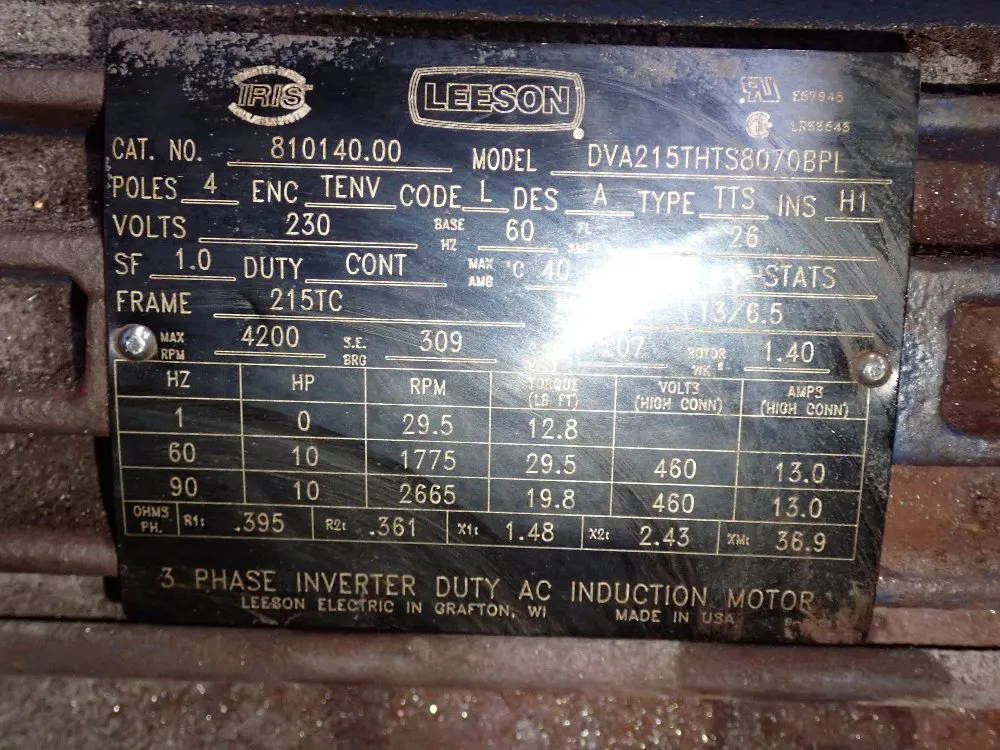 IRIS LEESON
E57948
LR33543
CAT. NO. 810140.00 MODEL DVA215THTS8070BPL
POLES 4 ENC TENV CODE L DES A TYPE TTS INS H1
VOLTS 230 BASE HZ 60 FL 26
SF 1.0 DUTY CONT MAX AMB °C 40 STATS
FRAME 215TC 13/6.5
MAX RPM 4200 S.E. BRG 309 207 ROTOR WK² 1.40
HZ HP RPM TORQUE (LB FT) VOLTS (HIGH CONN) AMPS (HIGH CONN)
1 0 29.5 12.8
60 10 1775 29.5 460 13.0
90 10 2665 19.8 460 13.0
OHMS PH. R1: .395 R2: .361 X1: 1.48 X2: 2.43 XM: 36.9
3 PHASE INVERTER DUTY AC INDUCTION MOTOR
LEESON ELECTRIC IN GRAFTON, WI MADE IN USA